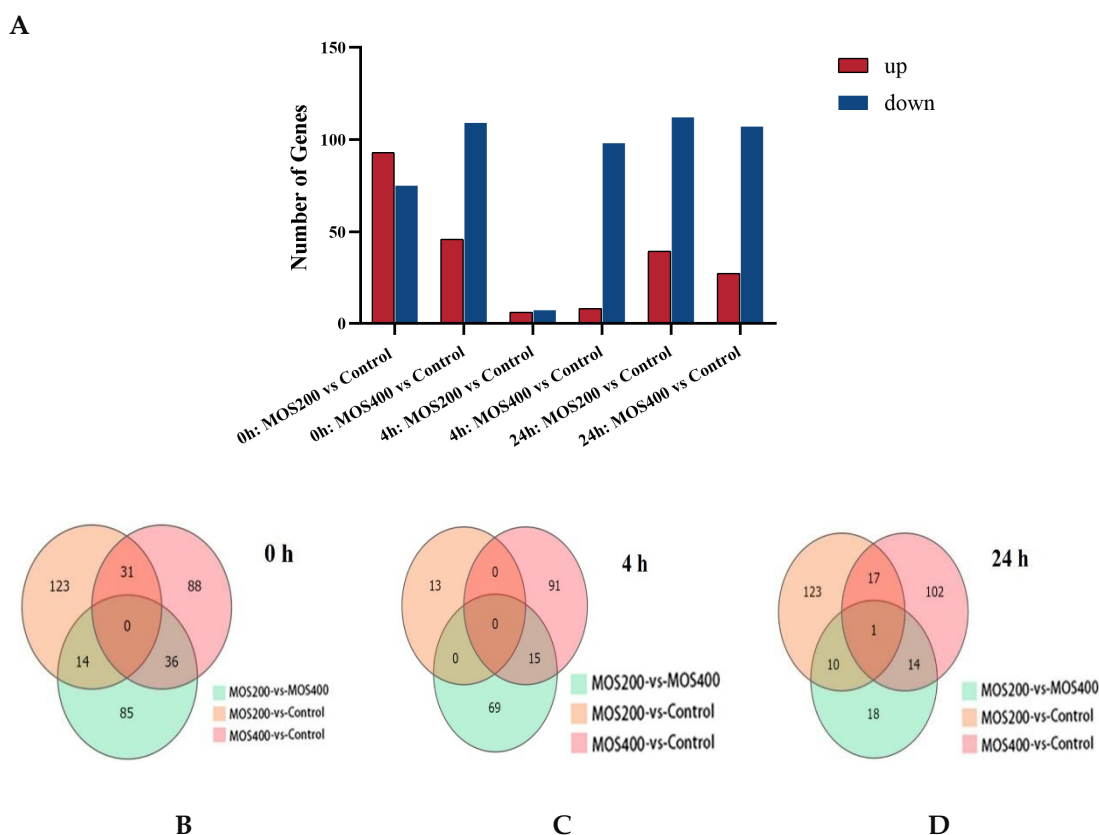 A
150
100
50
0
Number of Genes
up
down
0h: MOS200 vs Control
0h: MOS400 vs Control
4h: MOS200 vs Control
4h: MOS400 vs Control
24h: MOS200 vs Control
24h: MOS400 vs Control
0 h
123
31
88
0
14
36
85
MOS200-vs-MOS400
MOS200-vs-Control
MOS400-vs-Control
4 h
13
0
91
0
0
15
69
MOS200-vs-MOS400
MOS200-vs-Control
MOS400-vs-Control
24 h
123
17
102
1
10
14
18
MOS200-vs-MOS400
MOS200-vs-Control
MOS400-vs-Control
B
C
D